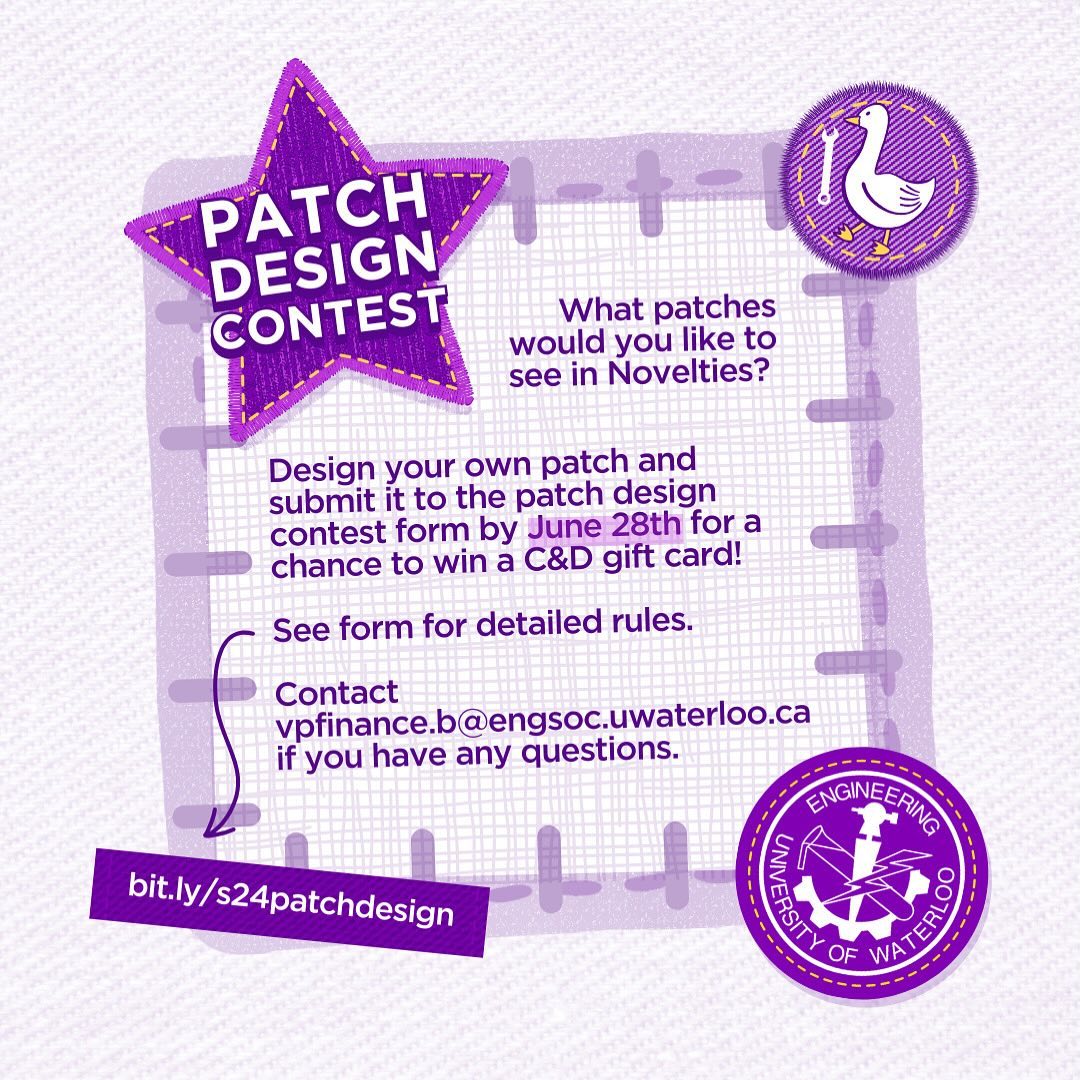 PATCH
DESIGN
CONTEST
What patches
would you like to
see in Novelties?
Design your own patch and
submit it to the patch design
contest form by June 28th for a
chance to win a C&D gift card!
See form for detailed rules.
Contact
vpfinance.b@engsoc.uwaterloo.ca
if you have any questions.
bit.ly/s24patchdesign
ENGINEERING
UNIVERSITY OF WATERLOO